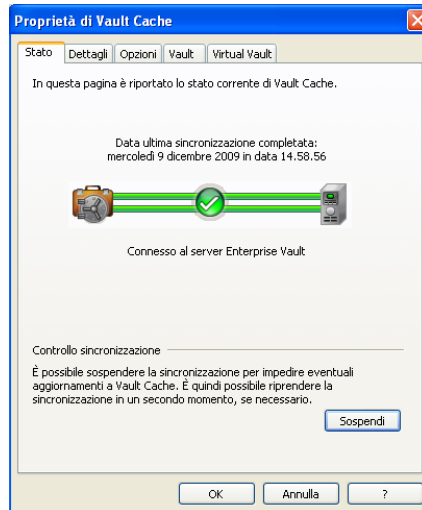 Proprietà di Vault Cache
Stato Dettagli Opzioni Vault Virtual Vault
In questa pagina è riportato lo stato corrente di Vault Cache.
Data ultima sincronizzazione completata:
mercoledì 9 dicembre 2009 in data 14.58.56
Connesso al server Enterprise Vault
Controllo sincronizzazione
È possibile sospendere la sincronizzazione per impedire eventuali
aggiornamenti a Vault Cache. È quindi possibile riprendere la
sincronizzazione in un secondo momento, se necessario.
Sospendi
OK Annulla ?